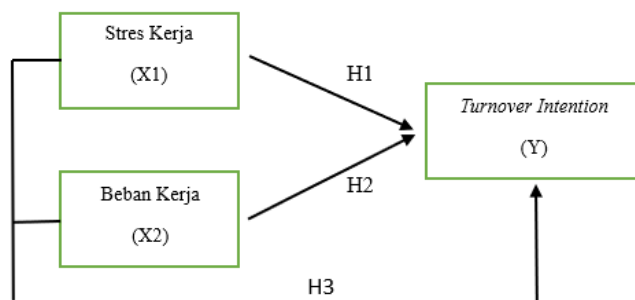 Stres Kerja
(X1)
H1
Turnover Intention
(Y)
Beban Kerja
(X2)
H2
H3